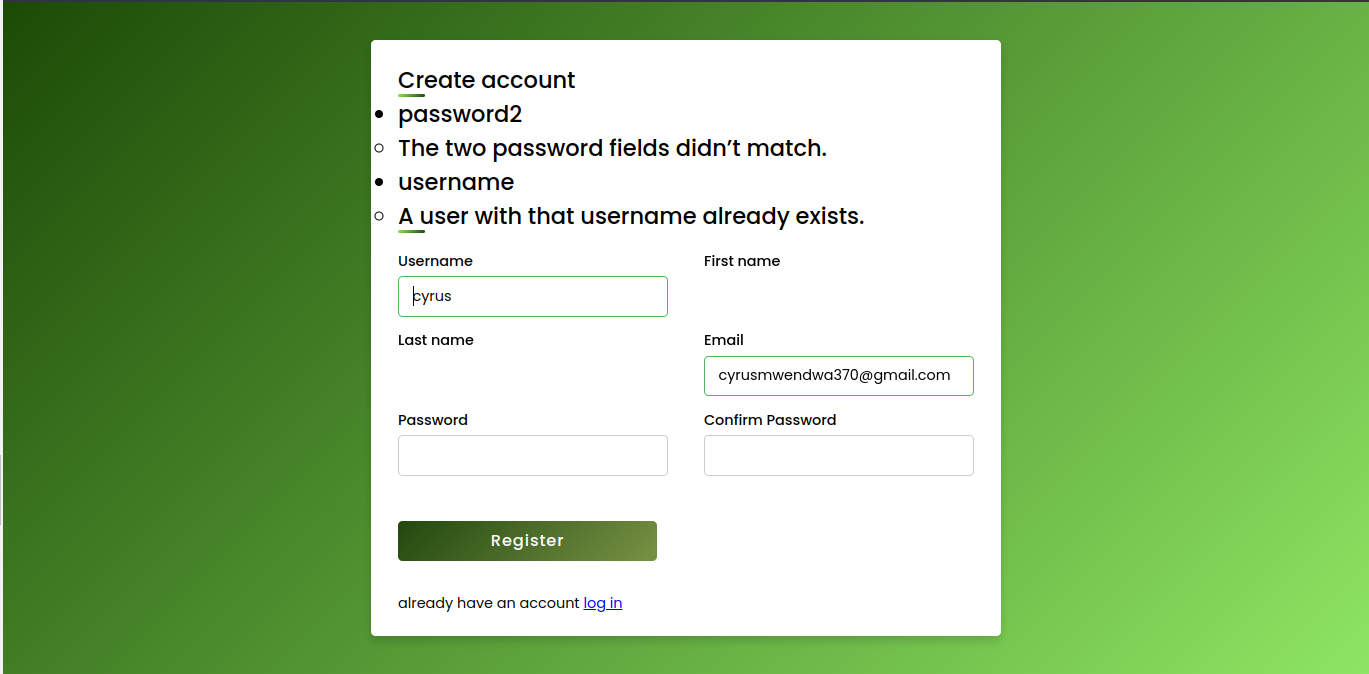 Create account
password2
The two password fields didn’t match.
username
A user with that username already exists.
Username First name
cyrus
Last name Email
cyrusmwendwa370@gmail.com
Password Confirm Password
Register
already have an account log in